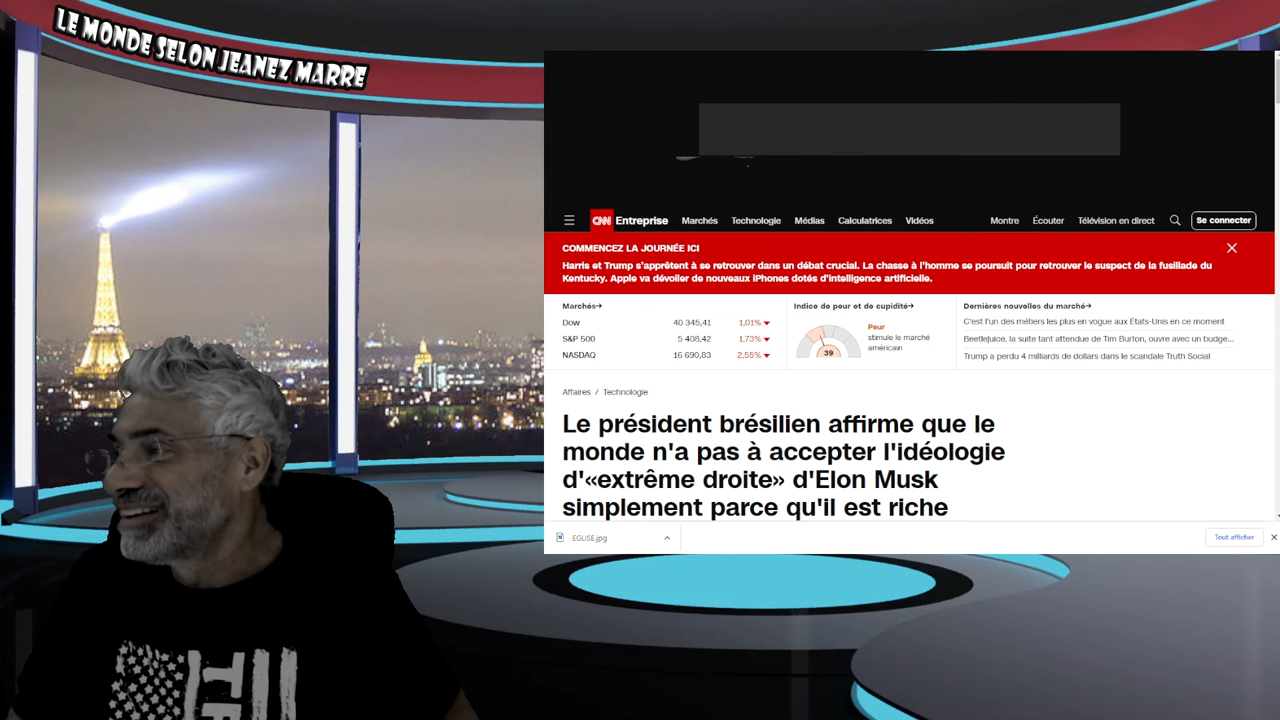 LE MONDE SELON JEANEZ MARRE
CNN Entreprise Marchés Technologie Médias Calculatrices Vidéos Montre Écouter Télévision en direct Se connecter
COMMENCEZ LA JOURNÉE ICI
Harris et Trump s'apprêtent à se retrouver dans un débat crucial. La chasse à l'homme se poursuit pour retrouver le suspect de la fusillade du
Kentucky. Apple va dévoiler de nouveaux iPhones dotés d'intelligence artificielle.
Marchés→
Dow 40 345,41 1,01%
S&P 500 5 408,42 1,73%
NASDAQ 16 690,83 2,55%
Indice de peur et de cupidité→
39
Peur
stimule le marché
américain
Dernières nouvelles du marché→
C'est l'un des métiers les plus en vogue aux États-Unis en ce moment
Beetlejuice, la suite tant attendue de Tim Burton, ouvre avec un budge...
Trump a perdu 4 milliards de dollars dans le scandale Truth Social
Affaires / Technologie
Le président brésilien affirme que le
monde n'a pas à accepter l'idéologie
d'«extrême droite» d'Elon Musk
simplement parce qu'il est riche
EGLISE.jpg
Tout afficher